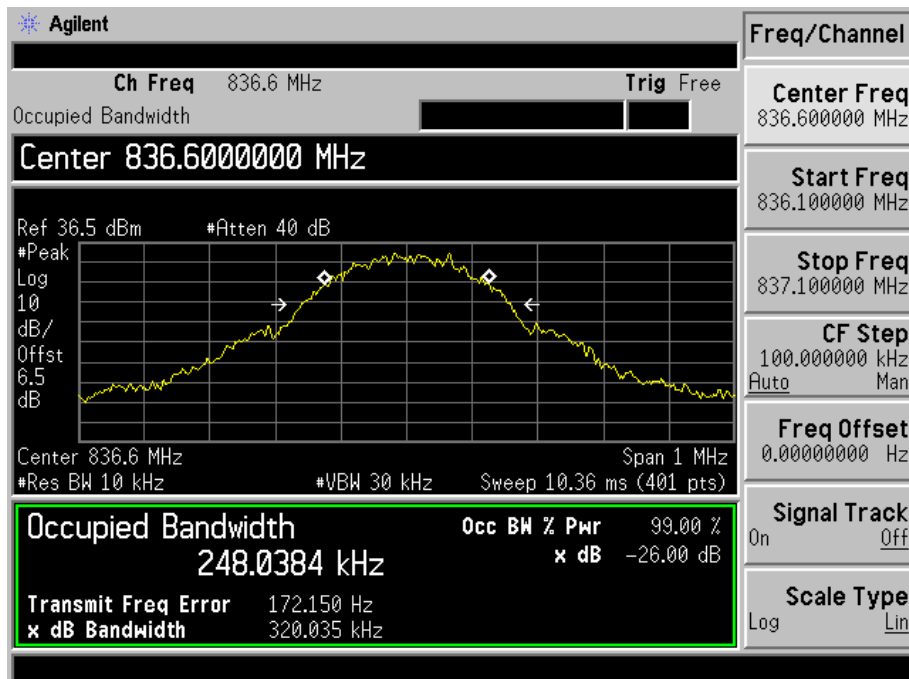 Agilent
Freq/Channel
Ch Freq 836.6 MHz Trig Free
Occupied Bandwidth
Center 836.6000000 MHz
Ref 36.5 dBm #Atten 40 dB
#Peak
Log
10
dB/
Offst
6.5
dB
Center 836.6 MHz Span 1 MHz
#Res BW 10 kHz #VBW 30 kHz Sweep 10.36 ms (401 pts)
Occupied Bandwidth
248.0384 kHz
Occ BW % Pwr 99.00 %
x dB -26.00 dB
Transmit Freq Error 172.150 Hz
x dB Bandwidth 320.035 kHz
Center Freq
836.600000 MHz
Start Freq
836.100000 MHz
Stop Freq
837.100000 MHz
CF Step
100.000000 kHz
Auto Man
Freq Offset
0.00000000 Hz
Signal Track
On Off
Scale Type
Log Lin